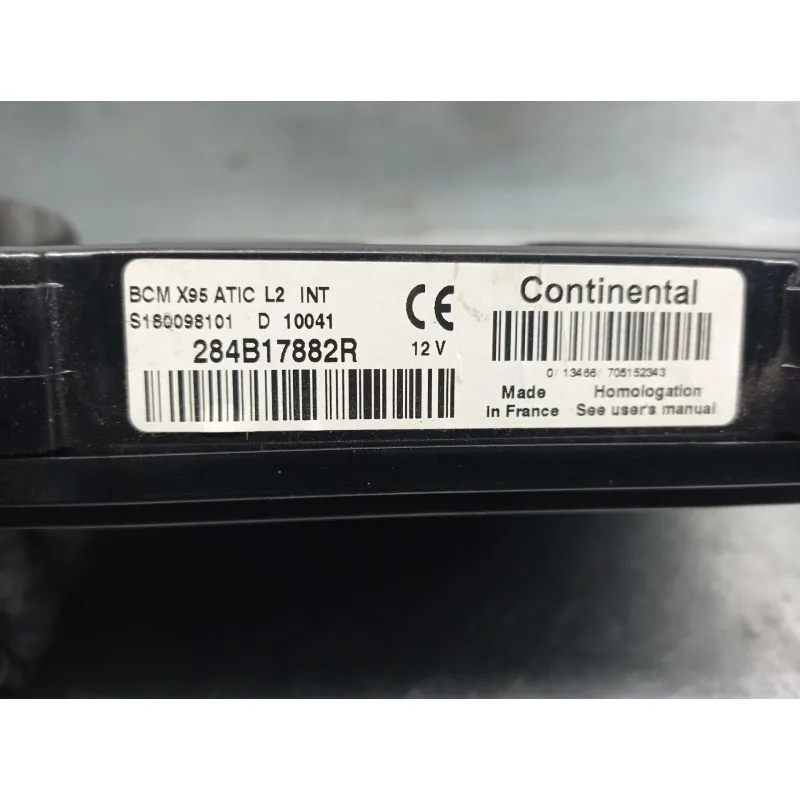 BCM X95 ATIC L2 INT
S180098101 D 10041
284B17882R
CE
12 V
Continental
0/ 13466/ 705152343
Made in France
Homologation
See user's manual